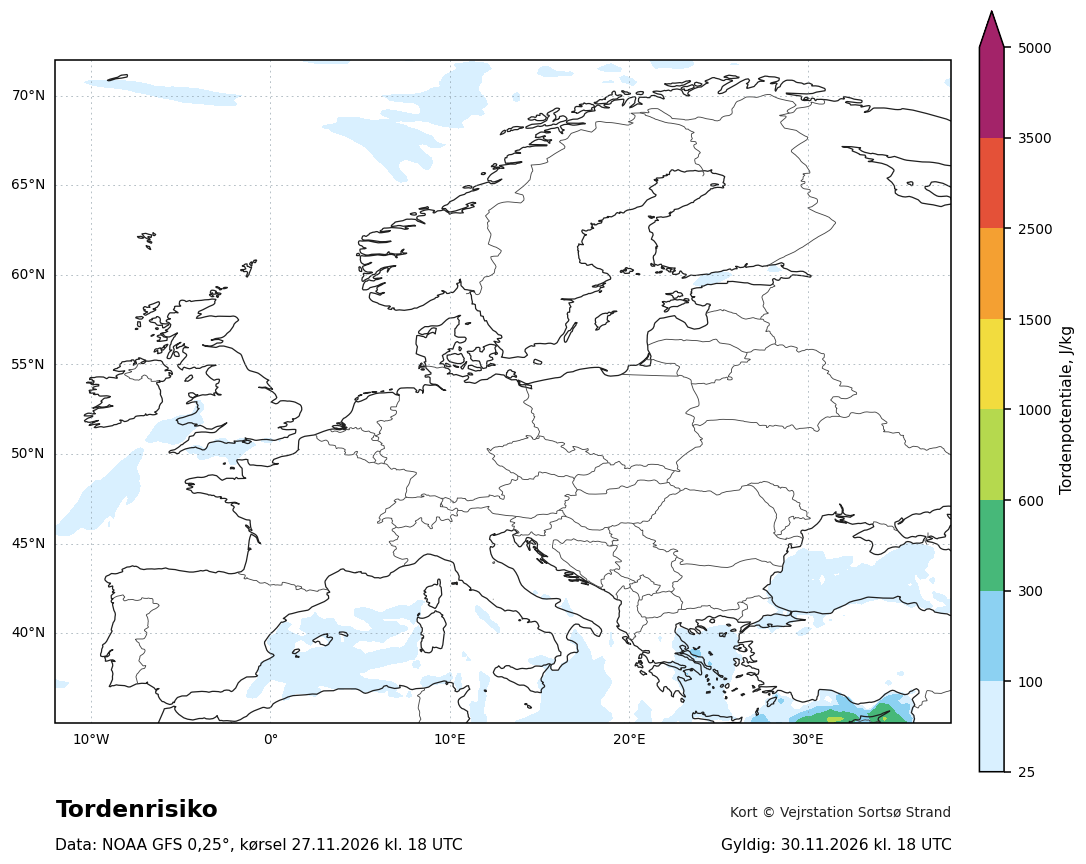 5000
3500
2500
1500
1000
600
300
100
25
Tordenpotentiale, J/kg
70°N
65°N
60°N
55°N
50°N
45°N
40°N
10°W
0°
10°E
20°E
30°E
Tordenrisiko
Kort © Vejrstation Sortsø Strand
Data: NOAA GFS 0,25°, kørsel 27.11.2026 kl. 18 UTC
Gyldig: 30.11.2026 kl. 18 UTC